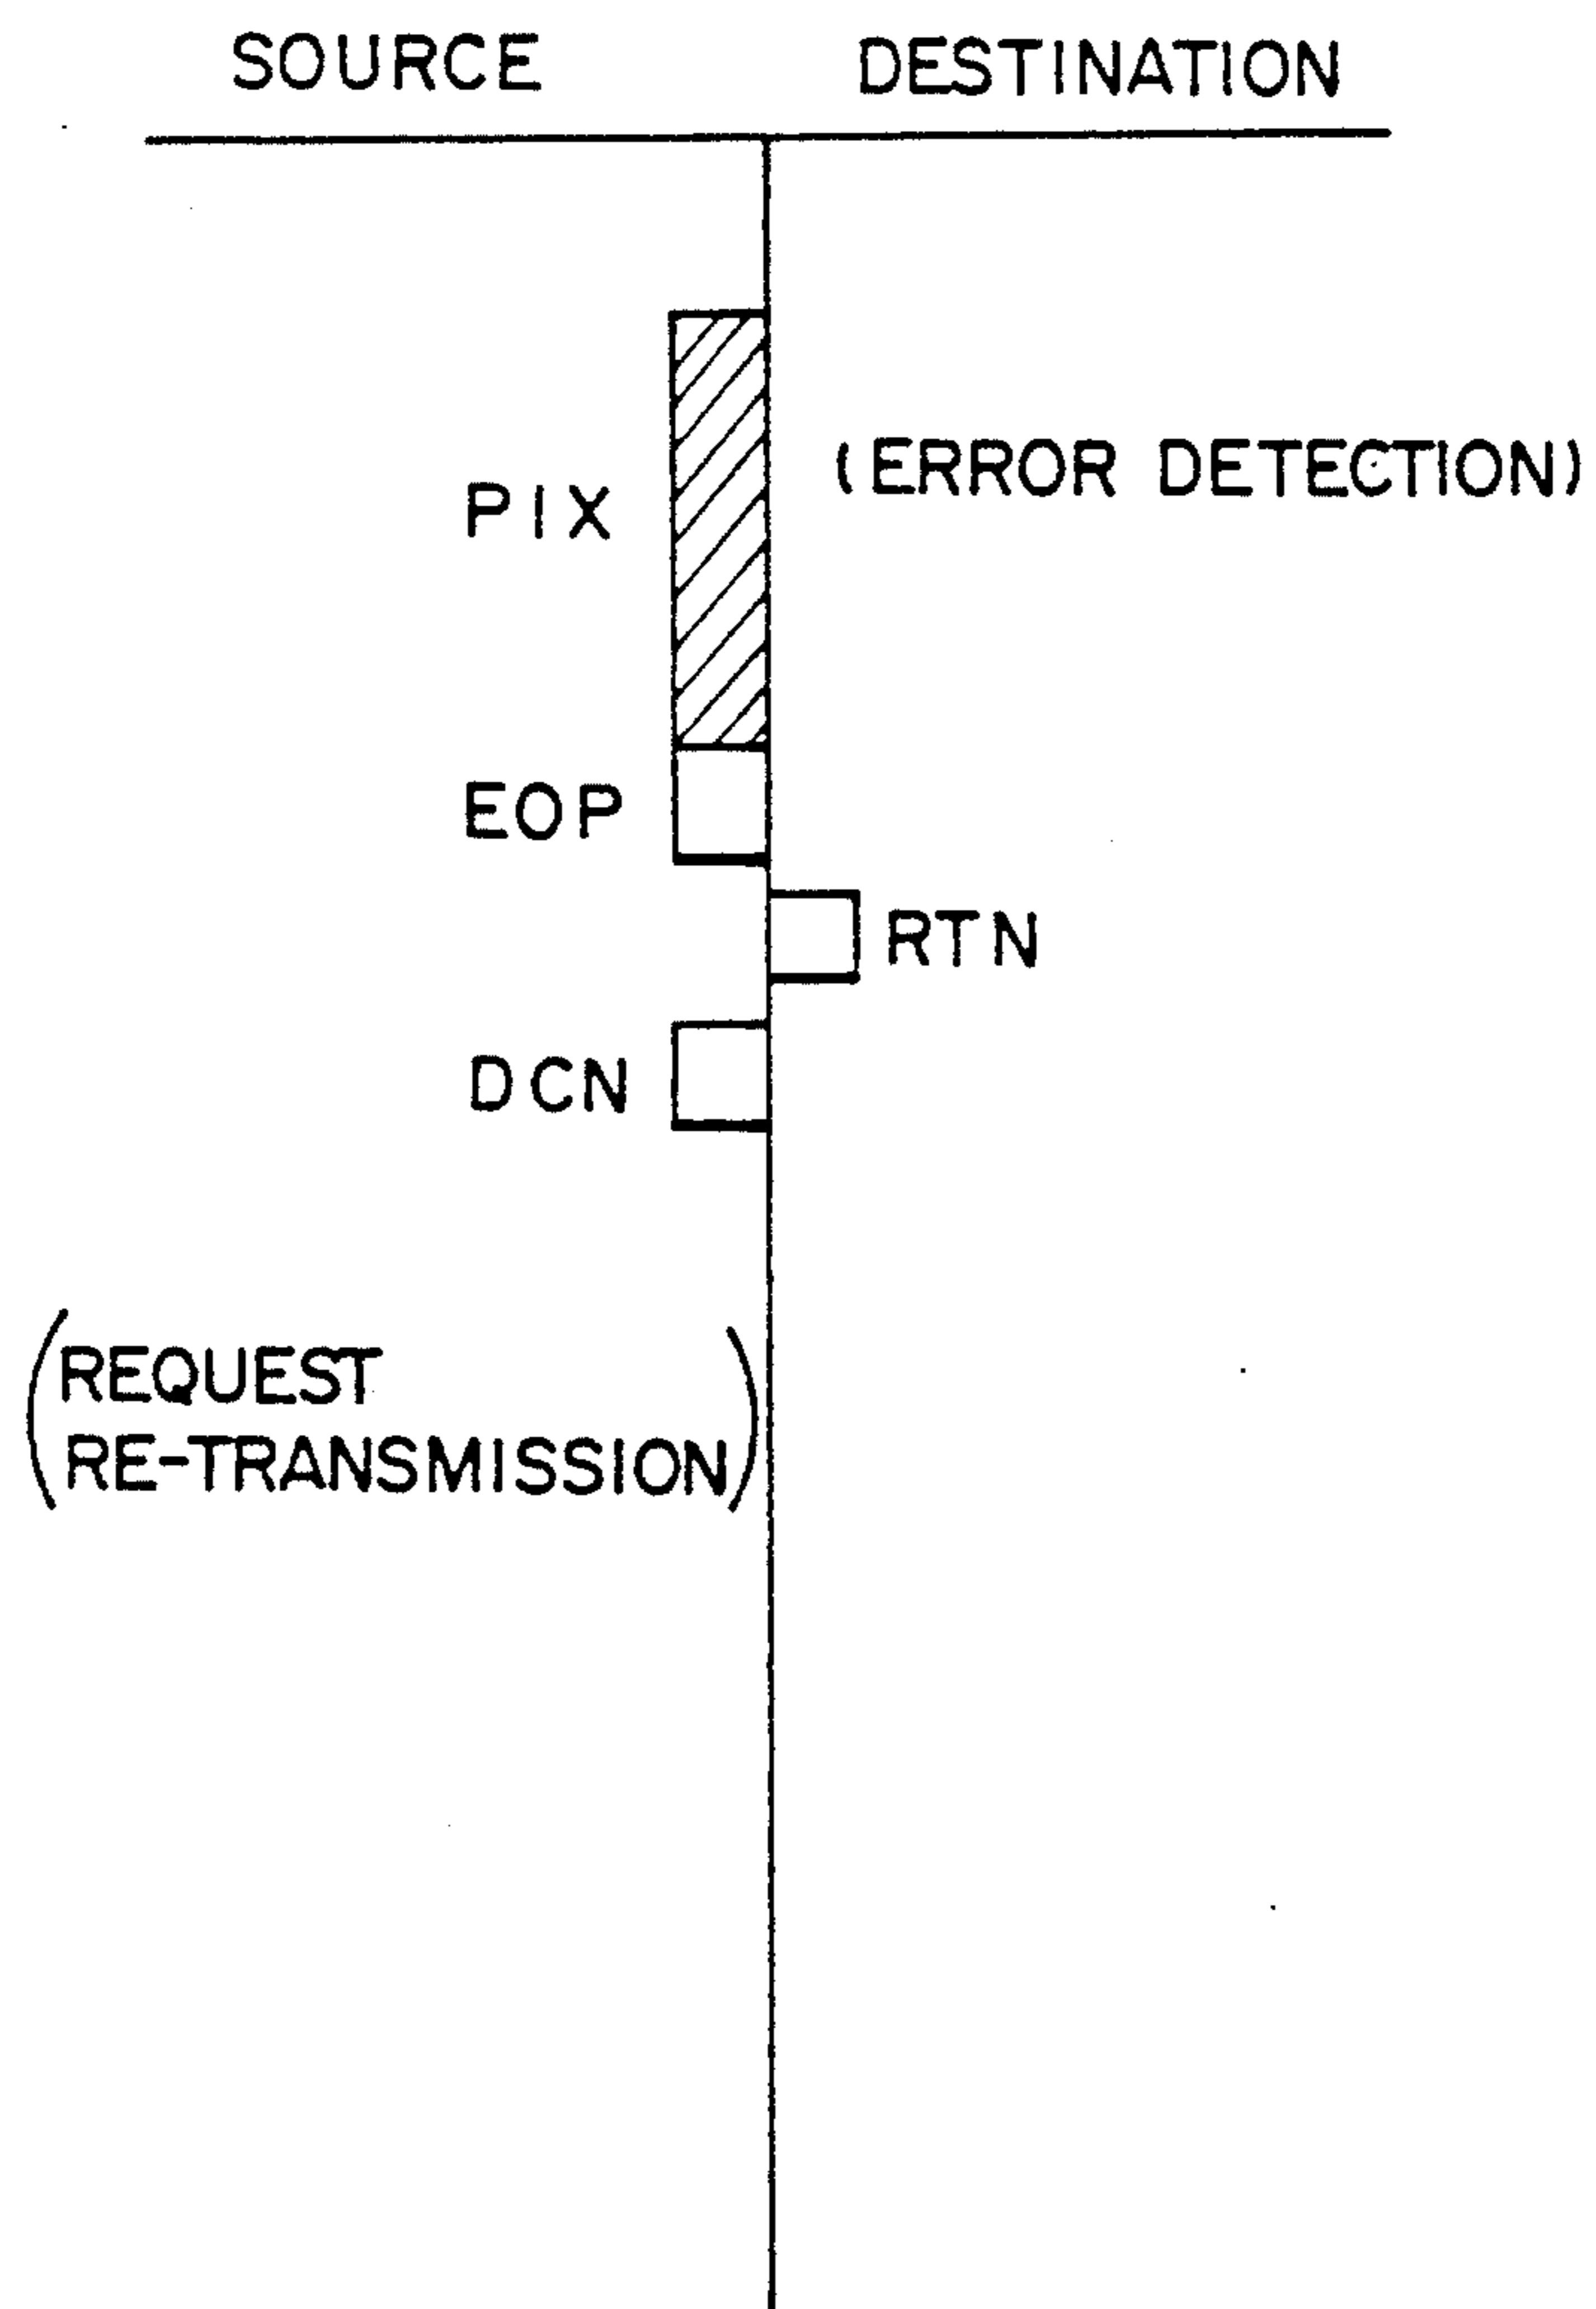 SOURCE
DESTINATION
PIX
(ERROR DETECTION)
EOP
RTN
DCN
(REQUEST
RE-TRANSMISSION)